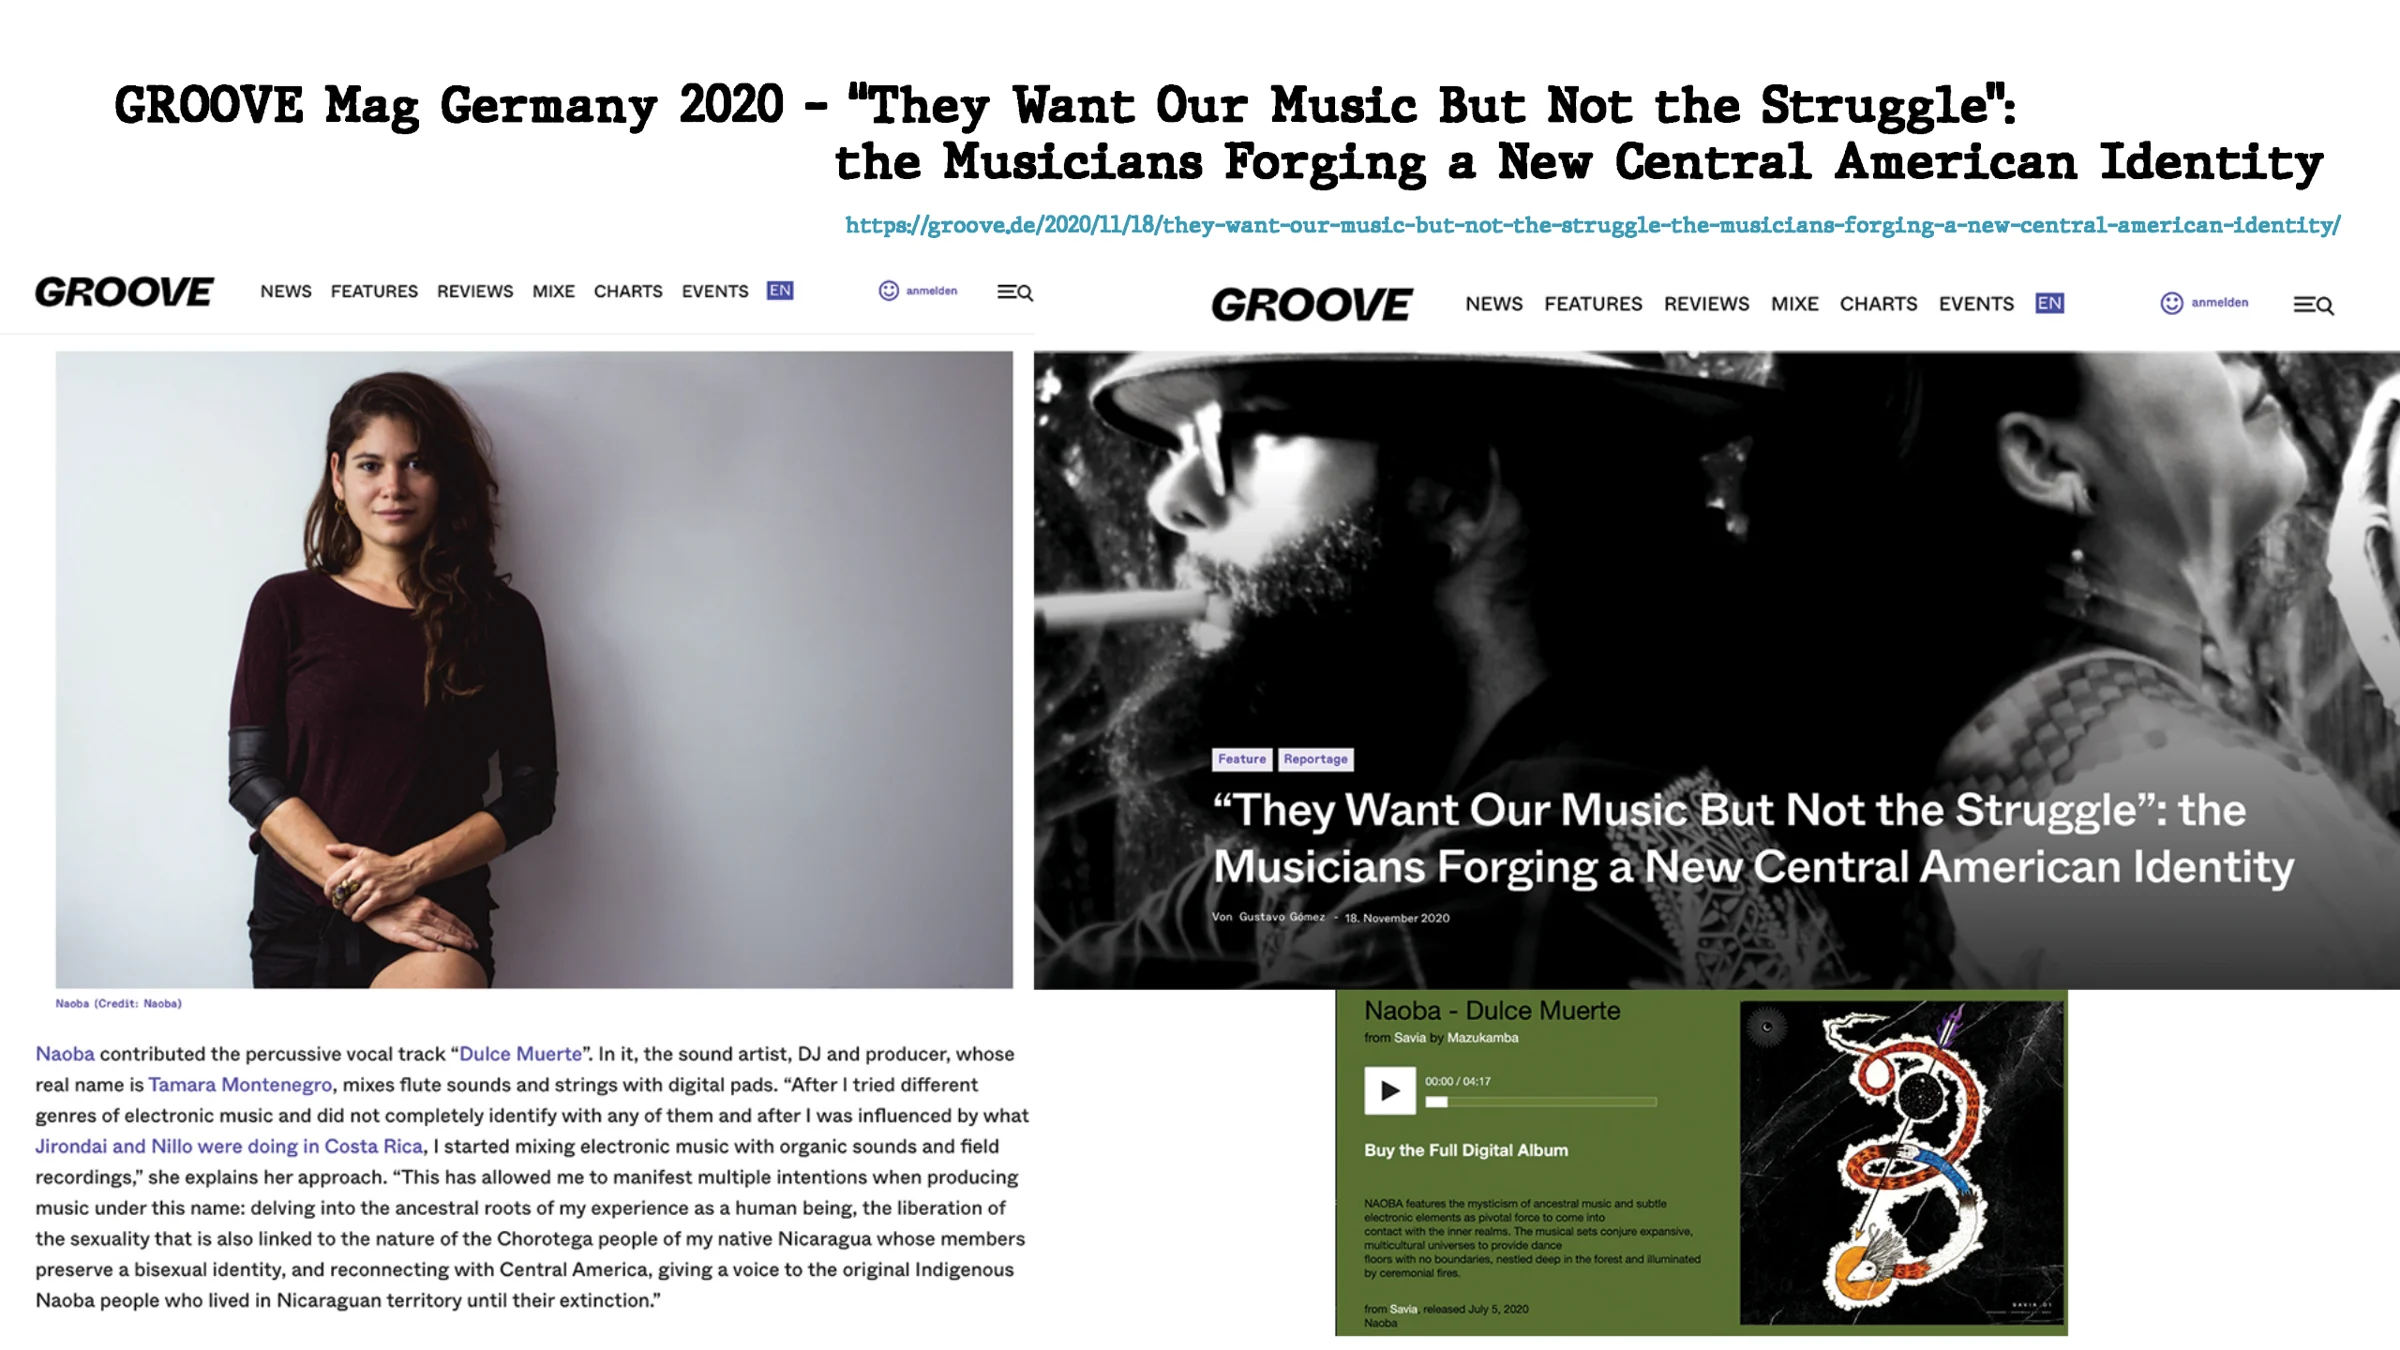 GROOVE Mag Germany 2020 - "They Want Our Music But Not the Struggle":
the Musicians Forging a New Central American Identity
https://groove.de/2020/11/18/they-want-our-music-but-not-the-struggle-the-musicians-forging-a-new-central-american-identity/
GROOVE NEWS FEATURES REVIEWS MIXE CHARTS EVENTS EN anmelden
Naoba (Credit: Naoba)
Naoba contributed the percussive vocal track “Dulce Muerte”. In it, the sound artist, DJ and producer, whose
real name is Tamara Montenegro, mixes flute sounds and strings with digital pads. “After I tried different
genres of electronic music and did not completely identify with any of them and after I was influenced by what
Jirondai and Nillo were doing in Costa Rica, I started mixing electronic music with organic sounds and field
recordings,” she explains her approach. “This has allowed me to manifest multiple intentions when producing
music under this name: delving into the ancestral roots of my experience as a human being, the liberation of
the sexuality that is also linked to the nature of the Chorotega people of my native Nicaragua whose members
preserve a bisexual identity, and reconnecting with Central America, giving a voice to the original Indigenous
Naoba people who lived in Nicaraguan territory until their extinction.”
GROOVE NEWS FEATURES REVIEWS MIXE CHARTS EVENTS EN anmelden
Feature Reportage
“They Want Our Music But Not the Struggle”: the
Musicians Forging a New Central American Identity
Von Gustavo Gómez - 18. November 2020
Naoba - Dulce Muerte
from Savia by Mazukamba
00:00 / 04:17
Buy the Full Digital Album
NAOBA features the mysticism of ancestral music and subtle
electronic elements as pivotal force to come into
contact with the inner realms. The musical sets conjure expansive,
multicultural universes to provide dance
floors with no boundaries, nestled deep in the forest and illuminated
by ceremonial fires.
from Savia, released July 5, 2020
Naoba